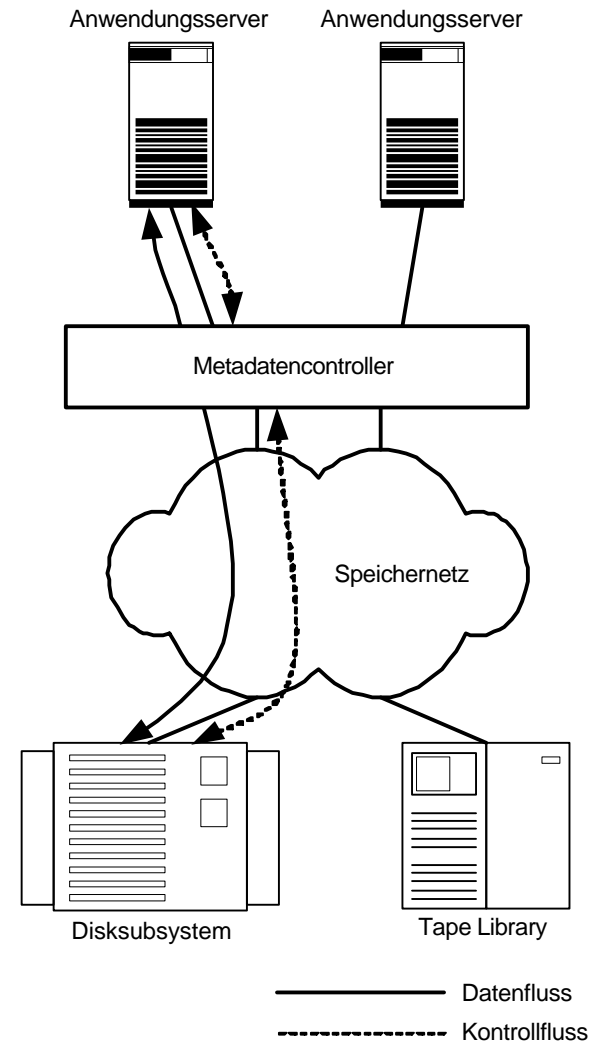 Anwendungsserver
Anwendungsserver
Metadatencontroller
Speichernetz
Disksubsystem
Tape Library
Datenfluss
Kontrollfluss